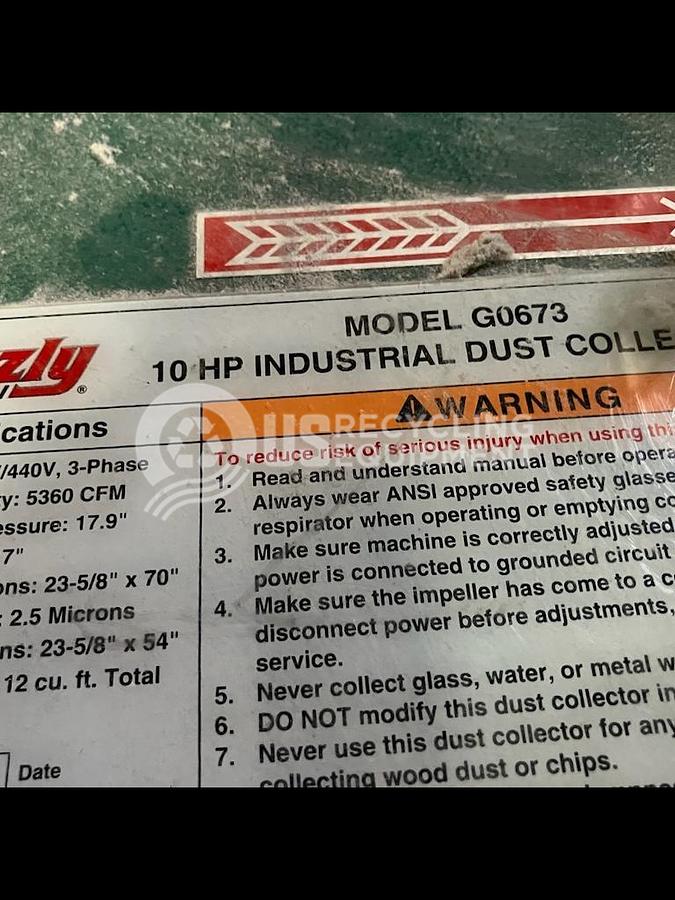 MODEL G0673
10 HP INDUSTRIAL DUST COLLE
zly
®
cations
/440V, 3-Phase
ty: 5360 CFM
essure: 17.9"
7"
ons: 23-5/8" x 70"
: 2.5 Microns
ns: 23-5/8" x 54"
12 cu. ft. Total
Date
WARNING
To reduce risk of serious injury when using thi
1. Read and understand manual before opera
2. Always wear ANSI approved safety glasse
respirator when operating or emptying co
3. Make sure machine is correctly adjusted
power is connected to grounded circuit
4. Make sure the impeller has come to a c
disconnect power before adjustments,
service.
5. Never collect glass, water, or metal w
6. DO NOT modify this dust collector in
7. Never use this dust collector for any
collecting wood dust or chips.
US RECYCLING
EQUIPMENT